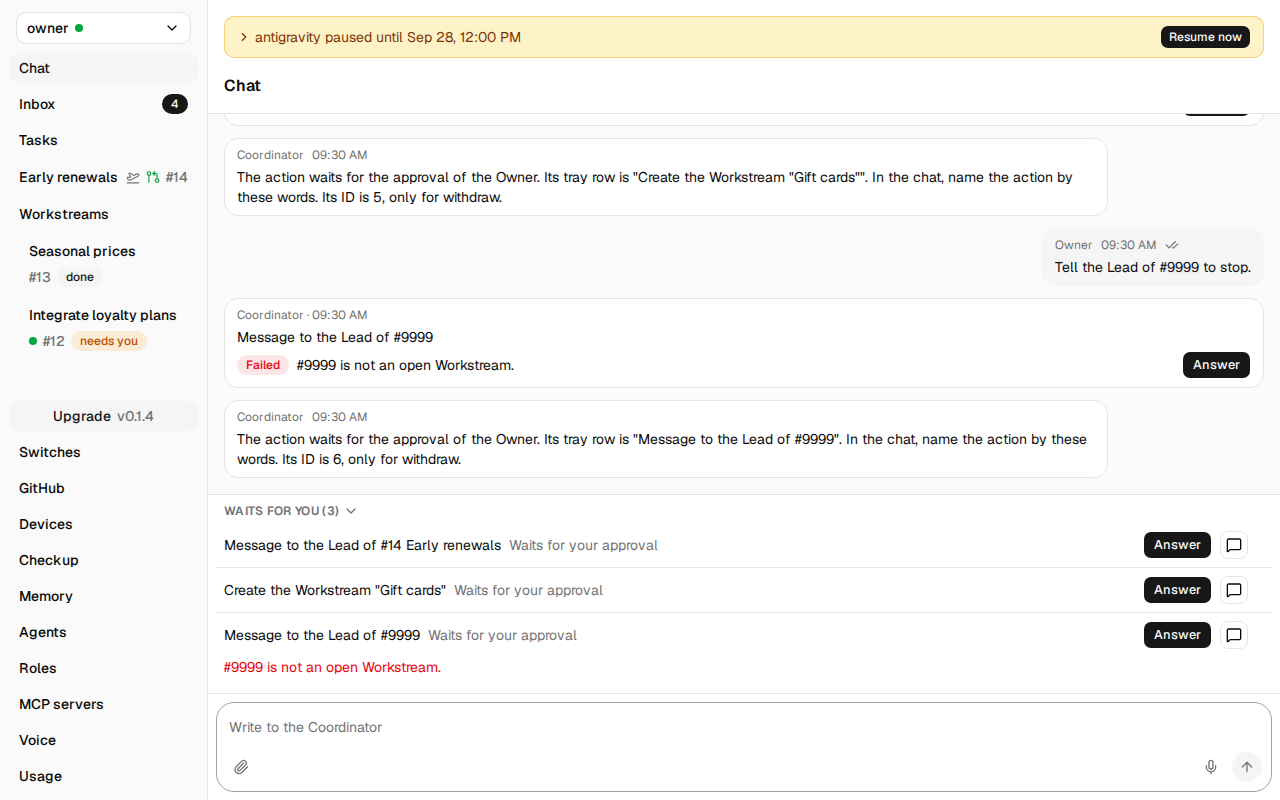 owner
Chat
Inbox
4
Tasks
Early renewals #14
Workstreams
Seasonal prices
#13 done
Integrate loyalty plans
#12 needs you
Upgrade v0.1.4
Switches
GitHub
Devices
Checkup
Memory
Agents
Roles
MCP servers
Voice
Usage
antigravity paused until Sep 28, 12:00 PM
Resume now
Chat
Coordinator 09:30 AM
The action waits for the approval of the Owner. Its tray row is "Create the Workstream "Gift cards"". In the chat, name the action by
these words. Its ID is 5, only for withdraw.
Owner 09:30 AM
Tell the Lead of #9999 to stop.
Coordinator · 09:30 AM
Message to the Lead of #9999
Failed #9999 is not an open Workstream.
Answer
Coordinator 09:30 AM
The action waits for the approval of the Owner. Its tray row is "Message to the Lead of #9999". In the chat, name the action by these
words. Its ID is 6, only for withdraw.
WAITS FOR YOU (3)
Message to the Lead of #14 Early renewals Waits for your approval
Answer
Create the Workstream "Gift cards" Waits for your approval
Answer
Message to the Lead of #9999 Waits for your approval
Answer
#9999 is not an open Workstream.
Write to the Coordinator